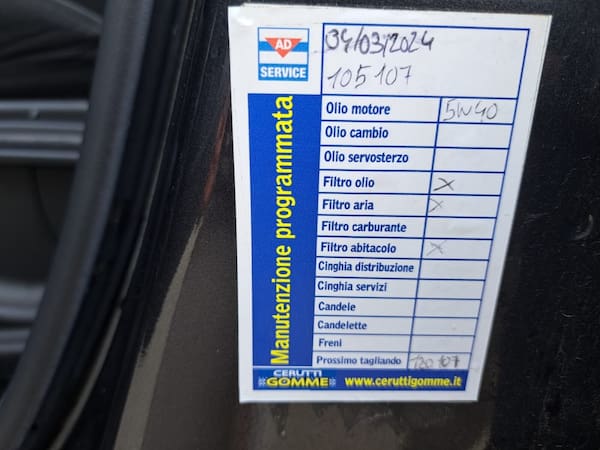 AD
SERVICE
04/03/2024
105107
Manutenzione programmata
Olio motore 5W40
Olio cambio
Olio servosterzo
Filtro olio X
Filtro aria X
Filtro carburante
Filtro abitacolo X
Cinghia distribuzione
Cinghia servizi
Candele
Candelette
Freni
Prossimo tagliando 120107
CERUTTI
GOMME
www.ceruttigomme.it